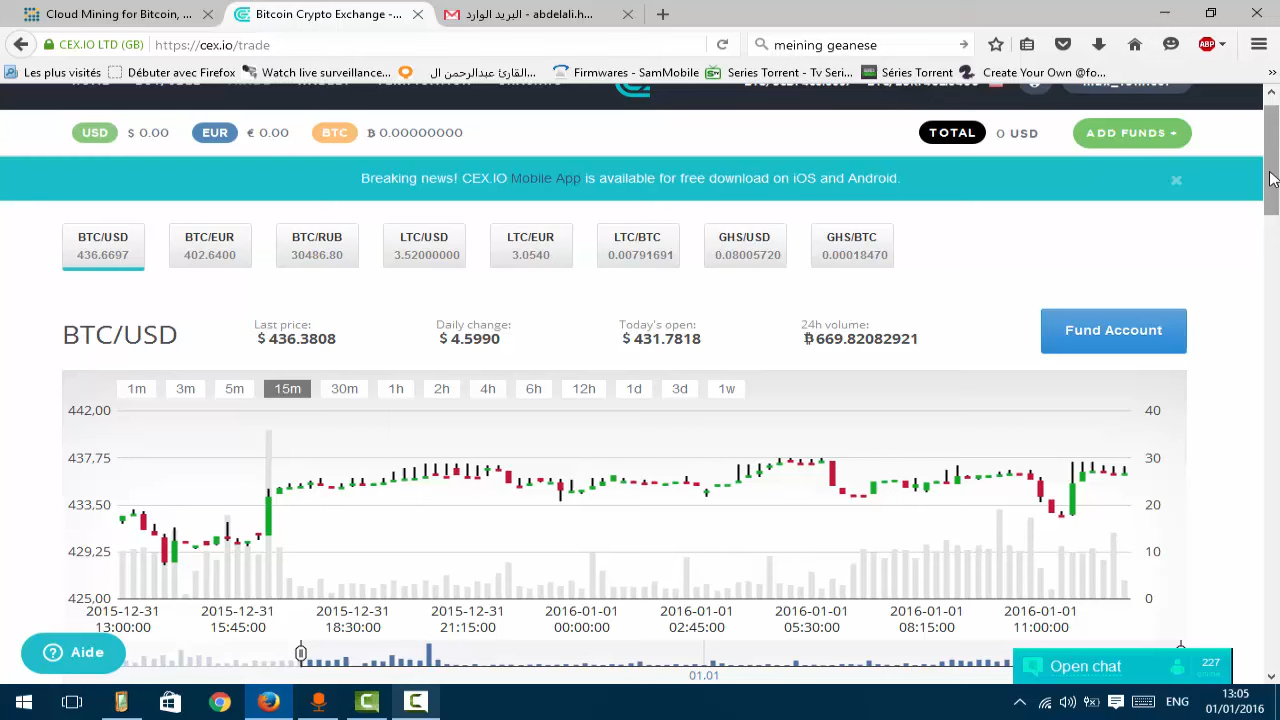 Cloud Mining for Bitcoin, ...
Bitcoin Crypto Exchange -...
البريد الوارد - abdelali.h...
CEX.IO LTD (GB)
https://cex.io/trade
meining geanese
ABP
Les plus visités
Débuter avec Firefox
Watch live surveillance...
القارئ عبدالرحمن ال...
Firmwares - SamMobile
Series Torrent - Tv Seri...
Séries Torrent
Create Your Own @fo...
USD $ 0.00 EUR € 0.00 BTC ₿ 0.00000000
TOTAL 0 USD
ADD FUNDS +
Breaking news! CEX.IO Mobile App is available for free download on iOS and Android.
BTC/USD BTC/EUR BTC/RUB LTC/USD LTC/EUR LTC/BTC GHS/USD GHS/BTC
436.6697 402.6400 30486.80 3.52000000 3.0540 0.00791691 0.08005720 0.00018470
BTC/USD
Last price: Daily change: Today's open: 24h volume:
$ 436.3808 $ 4.5990 $ 431.7818 ₿ 669.82082921
Fund Account
1m 3m 5m 15m 30m 1h 2h 4h 6h 12h 1d 3d 1w
442,00 40
437,75 30
433,50 20
429,25 10
425,00 0
2015-12-31 2015-12-31 2015-12-31 2015-12-31 2016-01-01 2016-01-01 2016-01-01 2016-01-01 2016-01-01
13:00:00 15:45:00 18:30:00 21:15:00 00:00:00 02:45:00 05:30:00 08:15:00 11:00:00
01.01
Aide
Open chat
227
ENG
13:05
01/01/2016